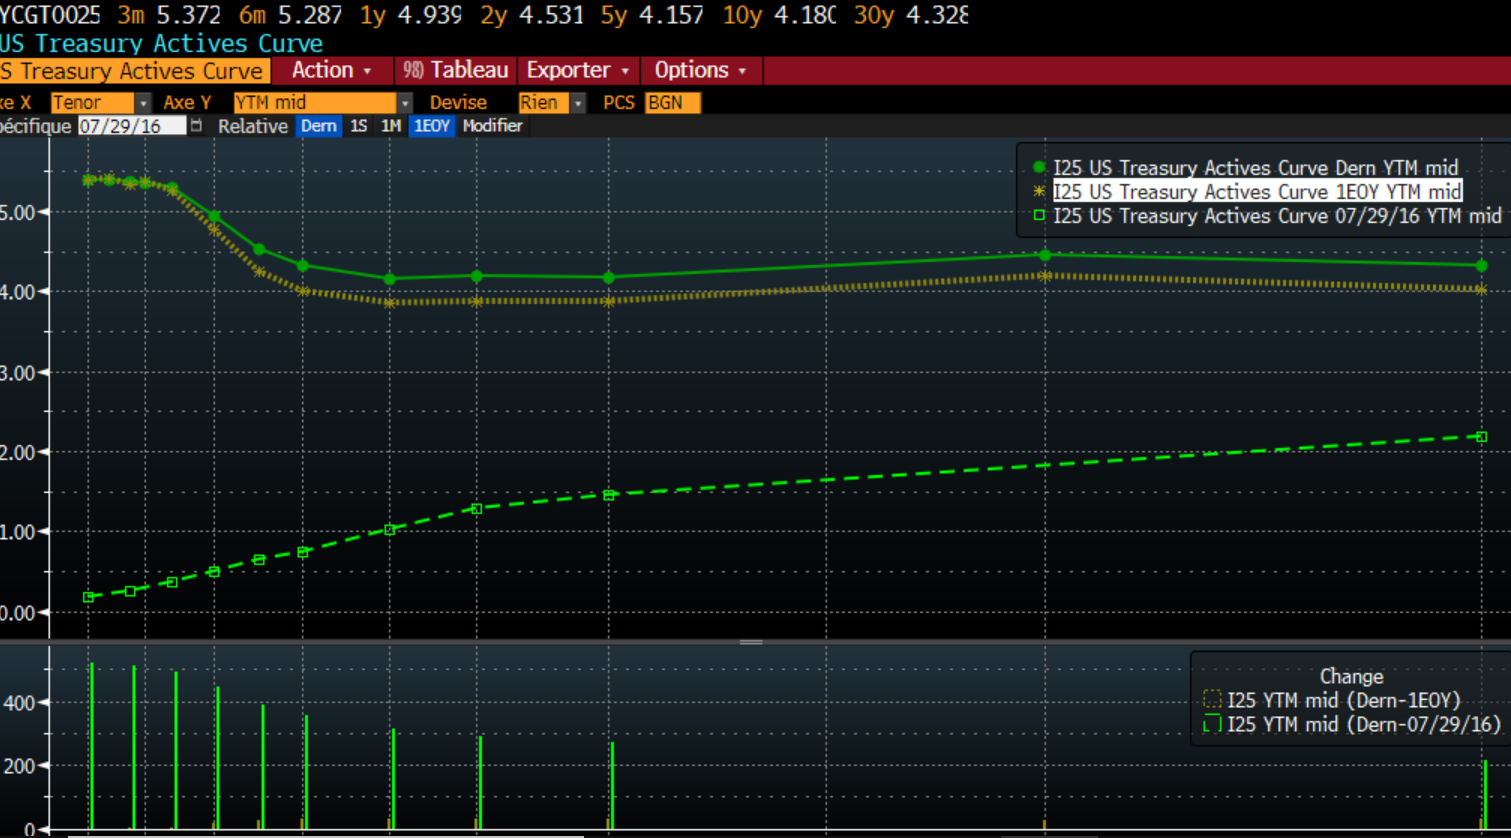 YCGT0025 3m 5.372 6m 5.287 1y 4.939 2y 4.531 5y 4.157 10y 4.180 30y 4.328
US Treasury Actives Curve
S Treasury Actives Curve Action 98) Tableau Exporter Options
xe X Tenor Axe Y YTM mid Devise Rien PCS BGN
pécifique 07/29/16 Relative Dern 1S 1M 1EOY Modifier
I25 US Treasury Actives Curve Dern YTM mid
I25 US Treasury Actives Curve 1EOY YTM mid
I25 US Treasury Actives Curve 07/29/16 YTM mid
5.00
4.00
3.00
2.00
1.00
0.00
Change
I25 YTM mid (Dern-1EOY)
I25 YTM mid (Dern-07/29/16)
400
200
0